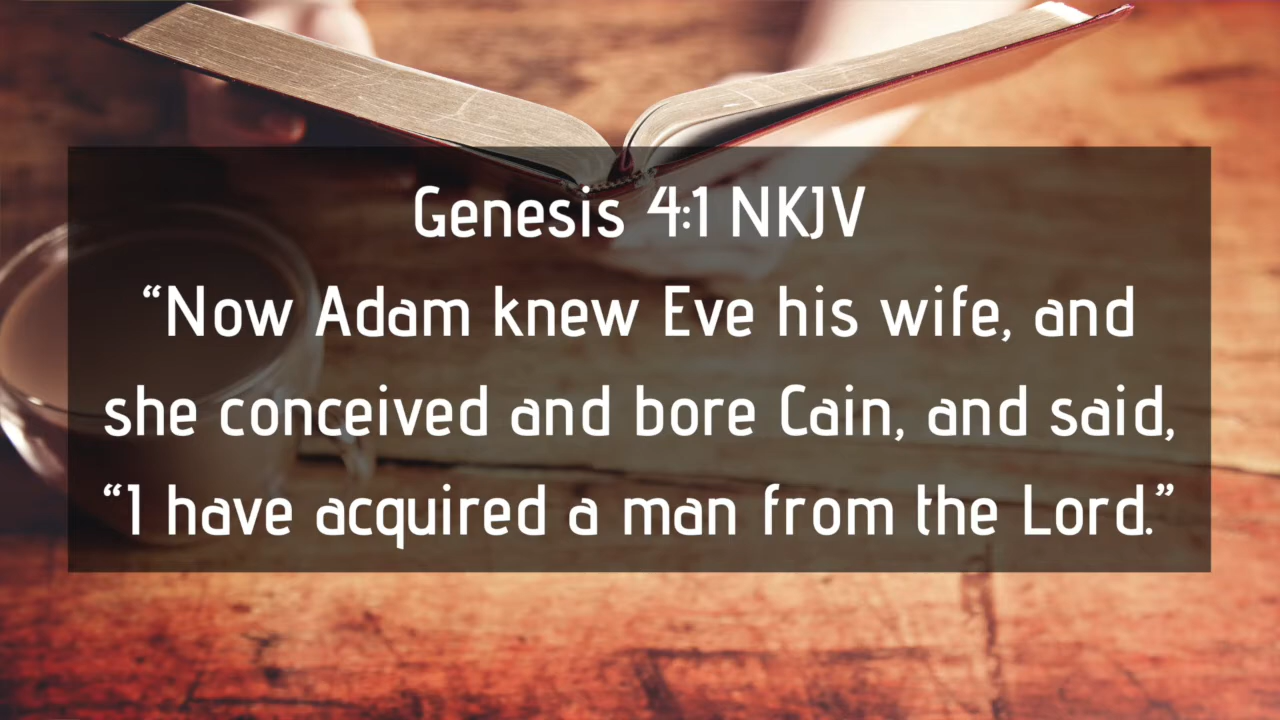 Genesis 4:1 NKJV
“Now Adam knew Eve his wife, and
she conceived and bore Cain, and said,
“I have acquired a man from the Lord.”